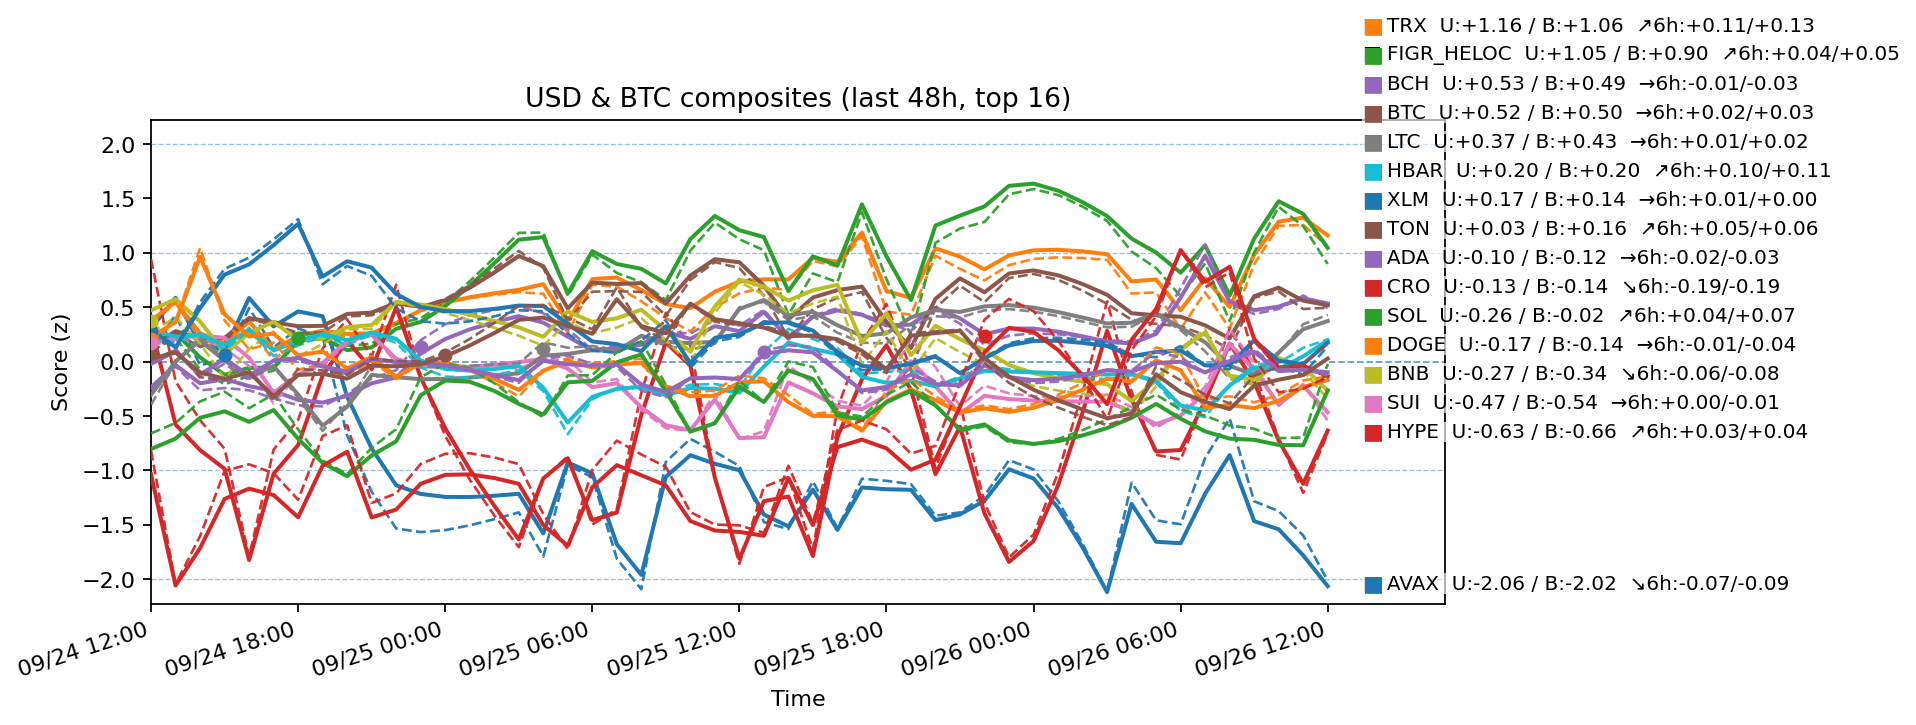 TRX U:+1.16 / B:+1.06 ↗6h:+0.11/+0.13
FIGR_HELOC U:+1.05 / B:+0.90 ↗6h:+0.04/+0.05
USD & BTC composites (last 48h, top 16)
BCH U:+0.53 / B:+0.49 →6h:-0.01/-0.03
BTC U:+0.52 / B:+0.50 →6h:+0.02/+0.03
LTC U:+0.37 / B:+0.43 →6h:+0.01/+0.02
HBAR U:+0.20 / B:+0.20 ↗6h:+0.10/+0.11
XLM U:+0.17 / B:+0.14 →6h:+0.01/+0.00
TON U:+0.03 / B:+0.16 ↗6h:+0.05/+0.06
ADA U:-0.10 / B:-0.12 →6h:-0.02/-0.03
CRO U:-0.13 / B:-0.14 ↘6h:-0.19/-0.19
SOL U:-0.26 / B:-0.02 ↗6h:+0.04/+0.07
DOGE U:-0.17 / B:-0.14 →6h:-0.01/-0.04
BNB U:-0.27 / B:-0.34 ↘6h:-0.06/-0.08
SUI U:-0.47 / B:-0.54 →6h:+0.00/-0.01
HYPE U:-0.63 / B:-0.66 ↗6h:+0.03/+0.04
AVAX U:-2.06 / B:-2.02 ↘6h:-0.07/-0.09
Score (z)
2.0
1.5
1.0
0.5
0.0
−0.5
−1.0
−1.5
−2.0
09/24 12:00
09/24 18:00
09/25 00:00
09/25 06:00
09/25 12:00
09/25 18:00
09/26 00:00
09/26 06:00
09/26 12:00
Time